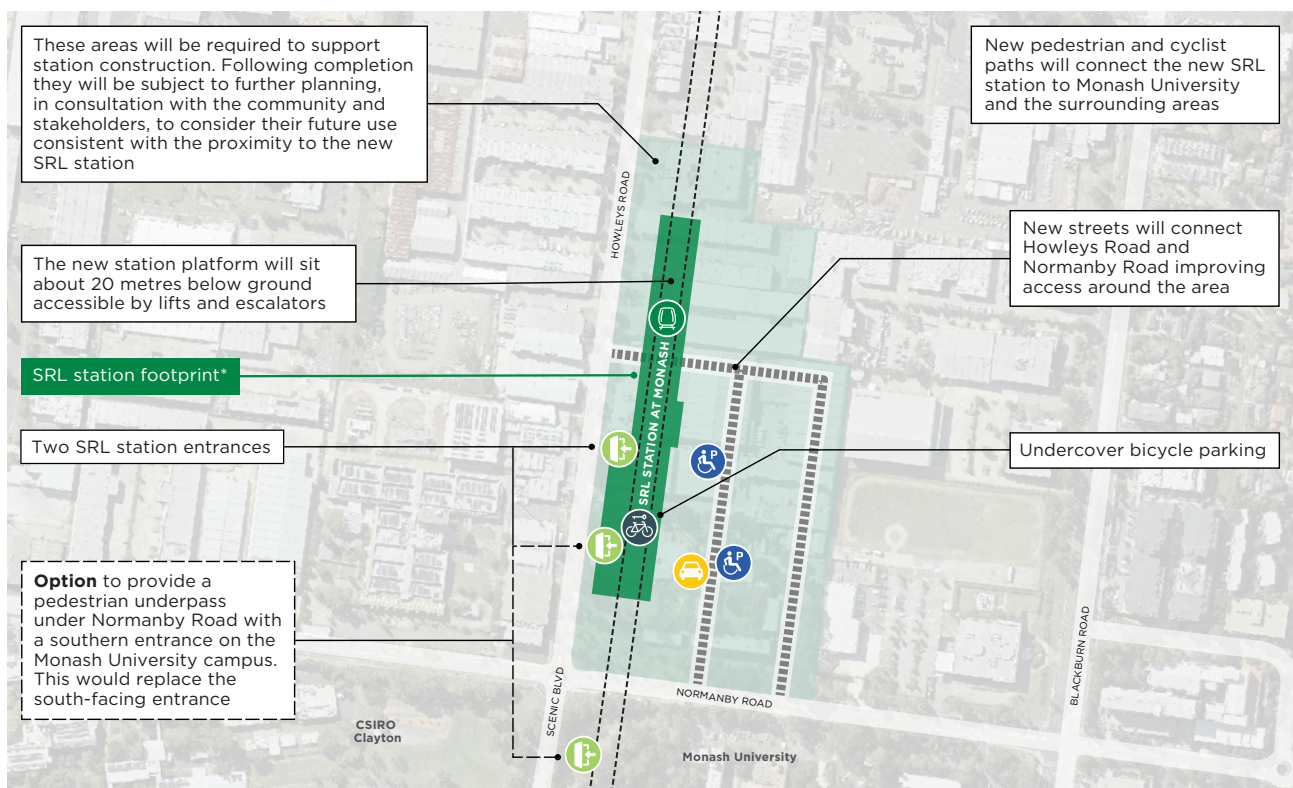 These areas will be required to support
station construction. Following completion
they will be subject to further planning,
in consultation with the community and
stakeholders, to consider their future use
consistent with the proximity to the new
SRL station
New pedestrian and cyclist
paths will connect the new SRL
station to Monash University
and the surrounding areas
HOWLEYS ROAD
New streets will connect
Howleys Road and
Normanby Road improving
access around the area
The new station platform will sit
about 20 metres below ground
accessible by lifts and escalators
SRL station footprint*
SRL STATION AT MONASH
Two SRL station entrances
Undercover bicycle parking
P
P
Option to provide a
pedestrian underpass
under Normanby Road with
a southern entrance on the
Monash University campus.
This would replace the
south-facing entrance
BLACKBURN ROAD
SCENIC BLVD
NORMANBY ROAD
CSIRO
Clayton
Monash University